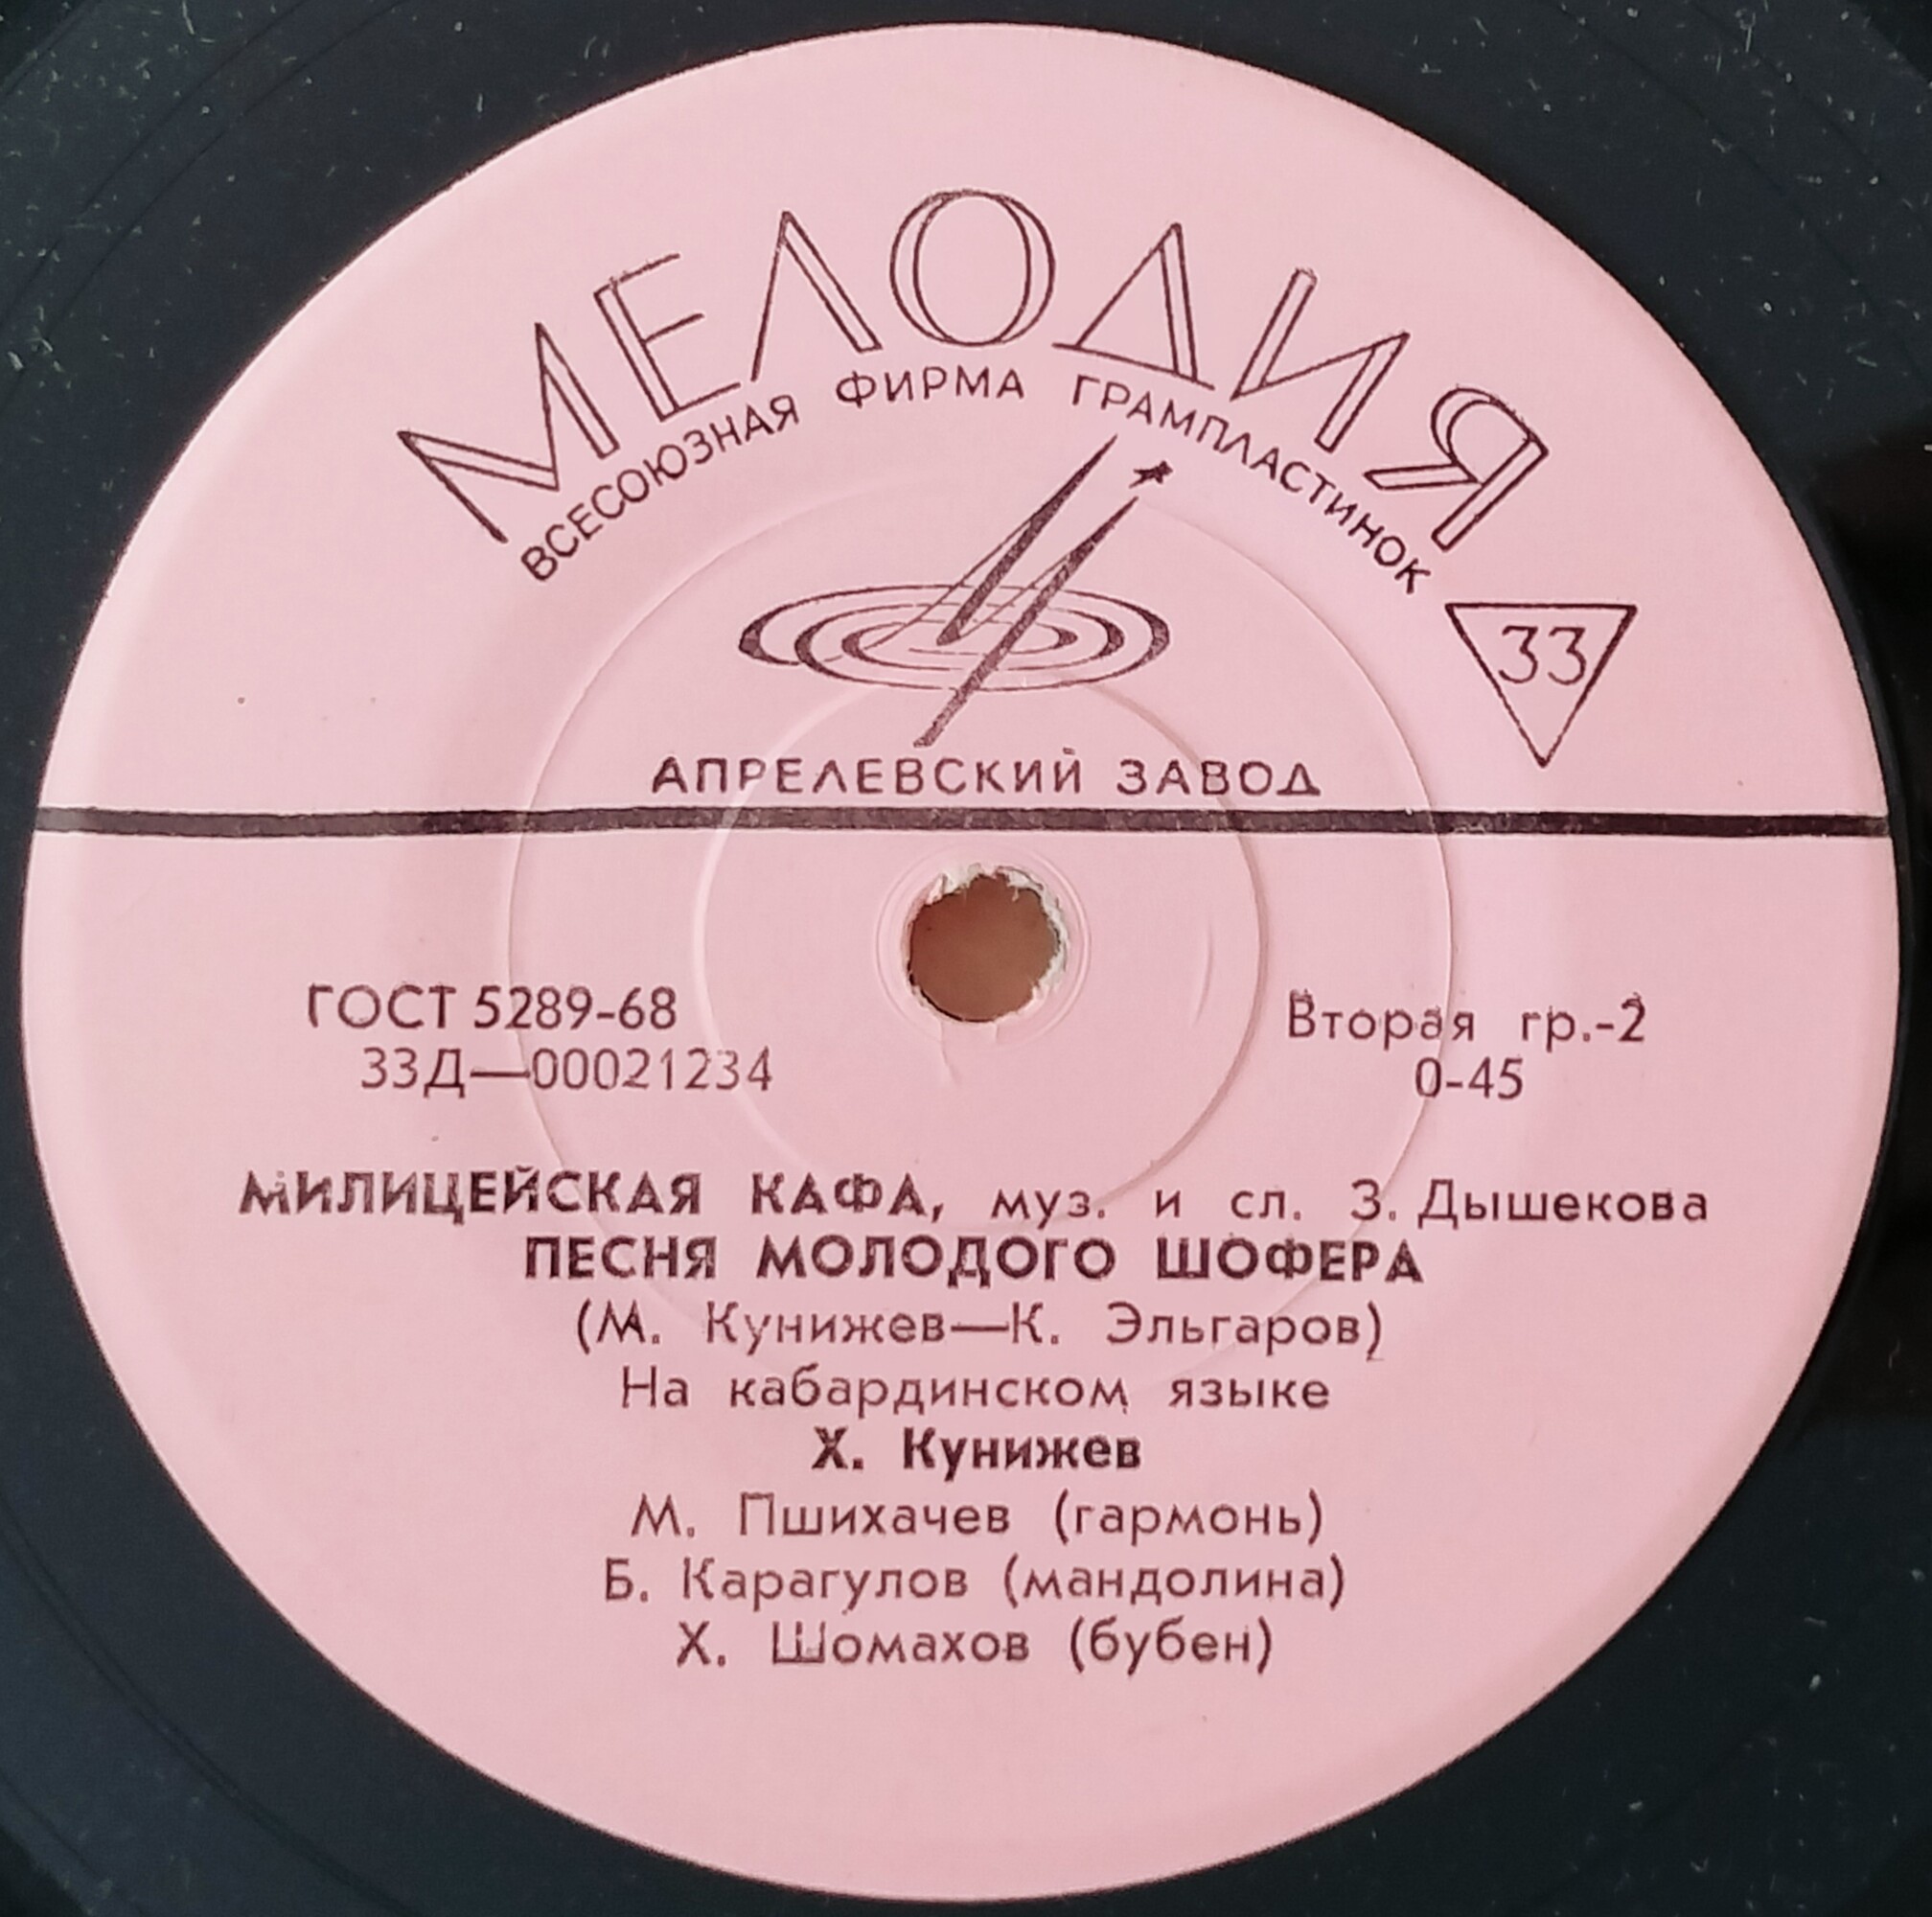 МЕЛОДИЯ
ВСЕСОЮЗНАЯ ФИРМА ГРАМПЛАСТИНОК
33
АПРЕЛЕВСКИЙ ЗАВОД
ГОСТ 5289-68
33Д—00021234
Вторая гр.-2
0-45
МИЛИЦЕЙСКАЯ КАФА, муз. и сл. З. Дышекова
ПЕСНЯ МОЛОДОГО ШОФЕРА
(М. Кунижев—К. Эльгаров)
На кабардинском языке
Х. Кунижев
М. Пшихачев (гармонь)
Б. Карагулов (мандолина)
Х. Шомахов (бубен)